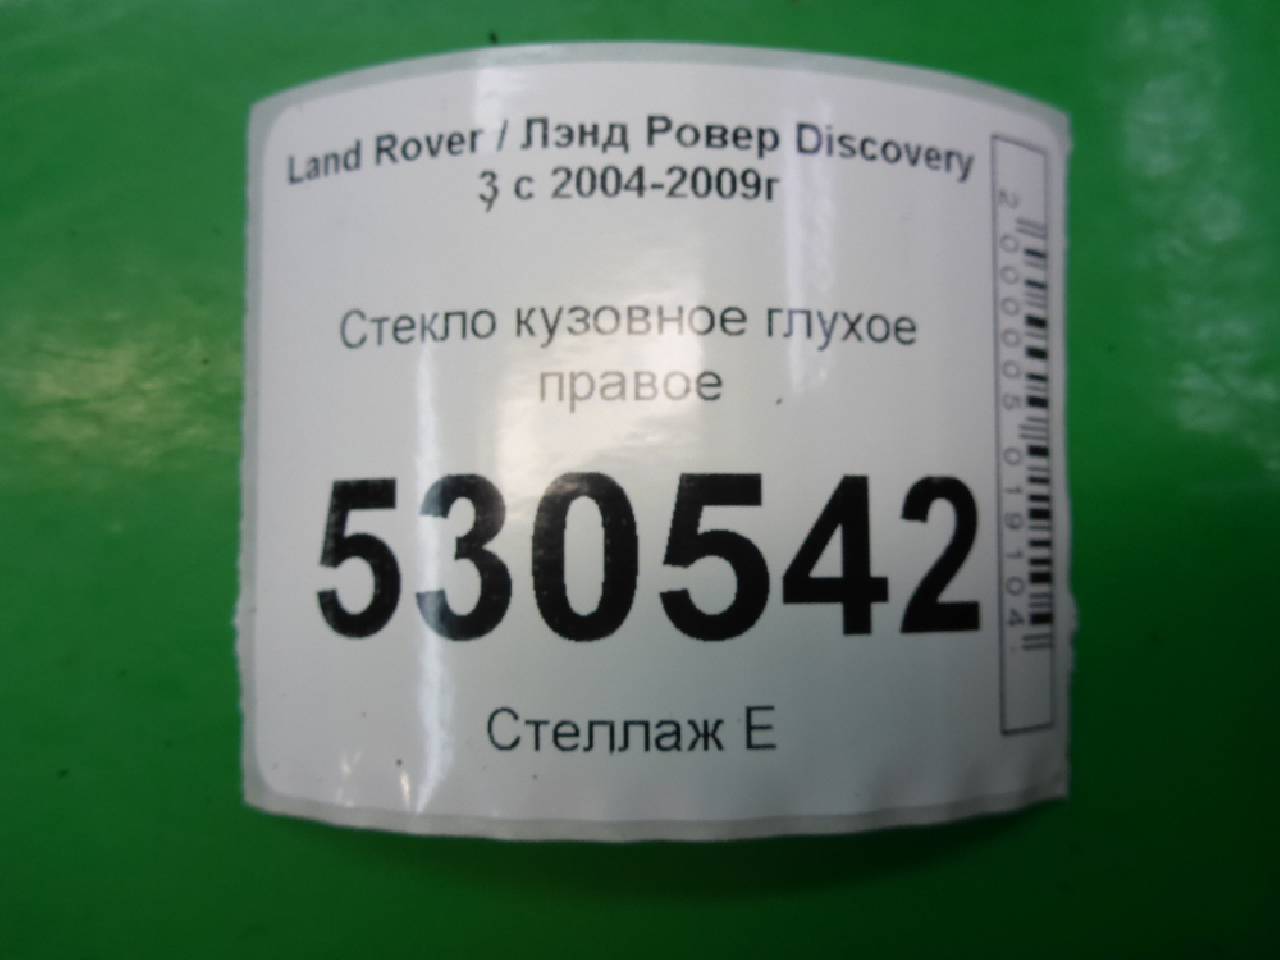 Land Rover / Лэнд Ровер Discovery
3 с 2004-2009г
Стекло кузовное глухое
правое
530542
Стеллаж Е
2000005019104